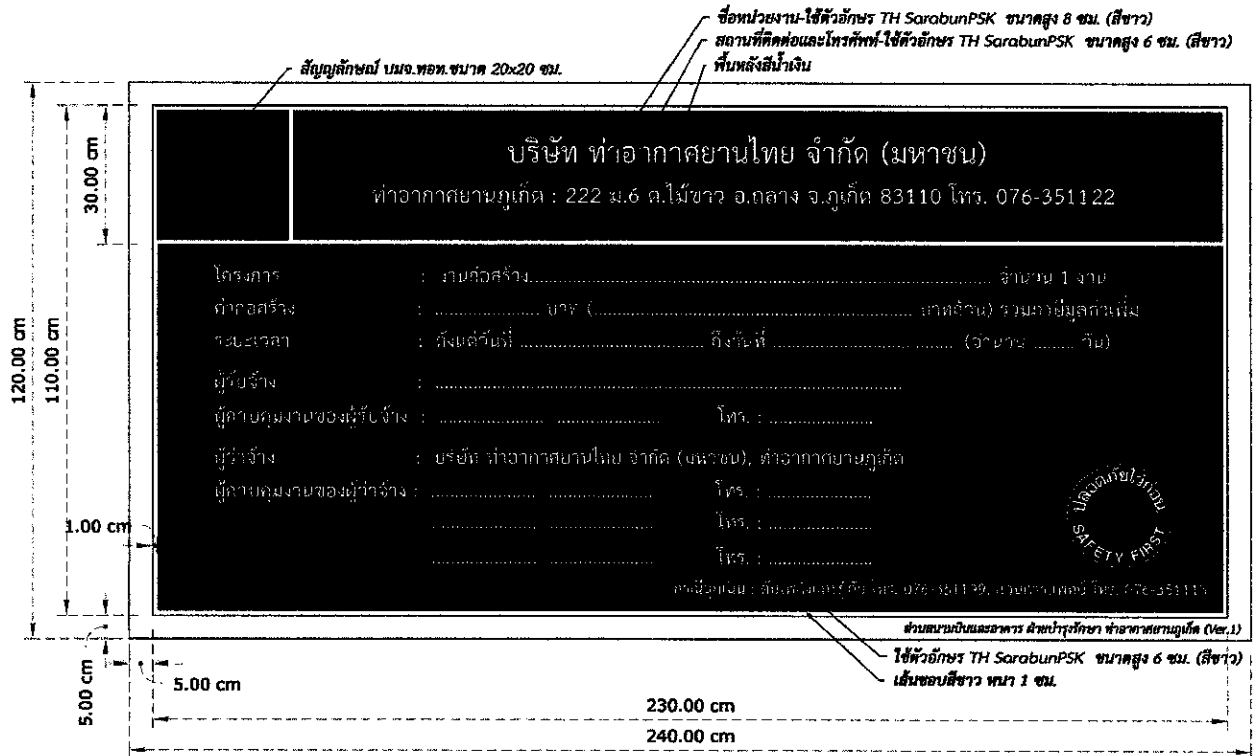 ชื่อหน่วยงาน-ใช้ตัวอักษร TH SarabunPSK ขนาดสูง 8 ซม. (สีขาว)
สถานที่ติดต่อและโทรศัพท์-ใช้ตัวอักษร TH SarabunPSK ขนาดสูง 6 ซม. (สีขาว)
พื้นหลังสีน้ำเงิน
สัญญลักษณ์ บมจ.ทอท.ขนาด 20x20 ซม.
บริษัท ท่าอากาศยานไทย จำกัด (มหาชน)
ท่าอากาศยานภูเก็ต : 222 ม.6 ต.ไม้ขาว อ.ถลาง จ.ภูเก็ต 83110 โทร. 076-351122
30.00 cm
120.00 cm
110.00 cm
โครงการ : งานก่อสร้าง.......... จำนวน 1 งาน
ค่าก่อสร้าง : .......... บาท (.......... บาทถ้วน) รวมภาษีมูลค่าเพิ่ม
ระยะเวลา : ตั้งแต่วันที่ .......... ถึงวันที่ .......... (จำนวน .......... วัน)
ผู้รับจ้าง : ..........
ผู้ควบคุมงานของผู้รับจ้าง : .......... .......... โทร. : ..........
ผู้ว่าจ้าง : บริษัท ท่าอากาศยานไทย จำกัด (มหาชน), ท่าอากาศยานภูเก็ต
ผู้ควบคุมงานของผู้ว่าจ้าง : .......... .......... โทร. : ..........
.......... .......... โทร. : ..........
.......... .......... โทร. : ..........
ปลอดภัยไว้ก่อน
SAFETY FIRST
1.00 cm
กรณีฉุกเฉิน : โทร. 076-351199, โทร.
ส่วนสนามบินและอาคาร ฝ่ายบำรุงรักษา ท่าอากาศยานภูเก็ต (Ver.1)
ใช้ตัวอักษร TH SarabunPSK ขนาดสูง 6 ซม. (สีขาว)
เส้นขอบสีขาว หนา 1 ซม.
5.00 cm
5.00 cm
230.00 cm
240.00 cm